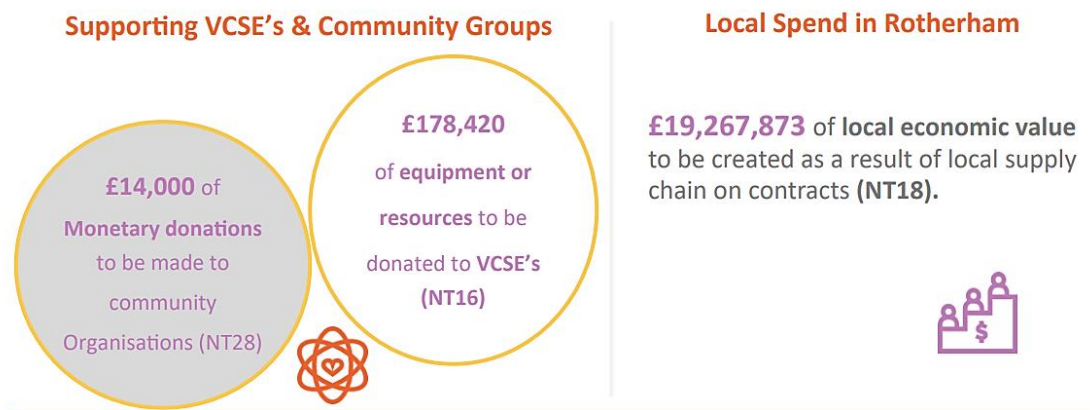 Supporting VCSE's & Community Groups
£14,000 of
Monetary donations
to be made to
community
Organisations (NT28)
£178,420
of equipment or
resources to be
donated to VCSE's
(NT16)
Local Spend in Rotherham
£19,267,873 of local economic value
to be created as a result of local supply
chain on contracts (NT18).
$